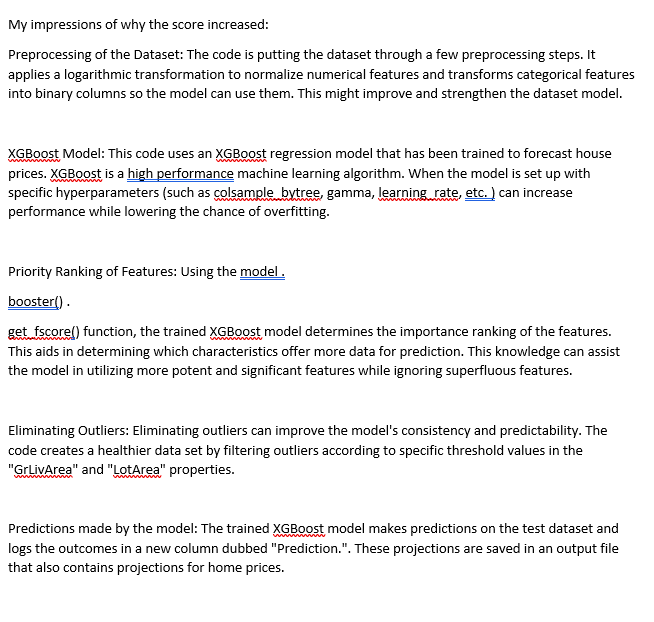 My impressions of why the score increased:
Preprocessing of the Dataset: The code is putting the dataset through a few preprocessing steps. It
applies a logarithmic transformation to normalize numerical features and transforms categorical features
into binary columns so the model can use them. This might improve and strengthen the dataset model.
XGBoost Model: This code uses an XGBoost regression model that has been trained to forecast house
prices. XGBoost is a high performance machine learning algorithm. When the model is set up with
specific hyperparameters (such as colsample_bytree, gamma, learning_rate, etc. ) can increase
performance while lowering the chance of overfitting.
Priority Ranking of Features: Using the model .
booster() .
get_fscore() function, the trained XGBoost model determines the importance ranking of the features.
This aids in determining which characteristics offer more data for prediction. This knowledge can assist
the model in utilizing more potent and significant features while ignoring superfluous features.
Eliminating Outliers: Eliminating outliers can improve the model's consistency and predictability. The
code creates a healthier data set by filtering outliers according to specific threshold values in the
"GrLivArea" and "LotArea" properties.
Predictions made by the model: The trained XGBoost model makes predictions on the test dataset and
logs the outcomes in a new column dubbed "Prediction.". These projections are saved in an output file
that also contains projections for home prices.